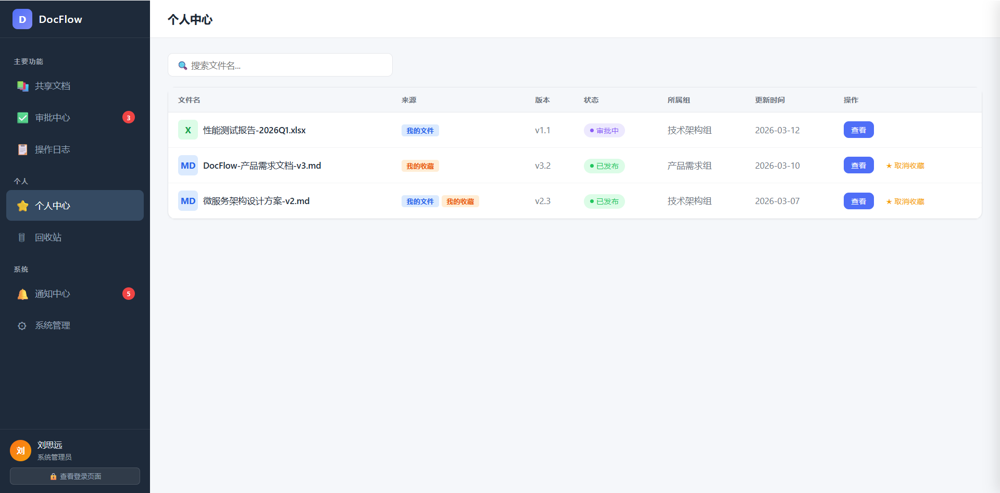 D DocFlow
个人中心
主要功能
共享文档
审批中心 3
操作日志
个人
个人中心
回收站
系统
通知中心 5
系统管理
刘 刘思远
系统管理员
查看登录页面
搜索文件名...
文件名 来源 版本 状态 所属组 更新时间 操作
X 性能测试报告-2026Q1.xlsx 我的文件 v1.1 审批中 技术架构组 2026-03-12 查看
MD DocFlow-产品需求文档-v3.md 我的收藏 v3.2 已发布 产品需求组 2026-03-10 查看 ★ 取消收藏
MD 微服务架构设计方案-v2.md 我的文件 我的收藏 v2.3 已发布 技术架构组 2026-03-07 查看 ★ 取消收藏